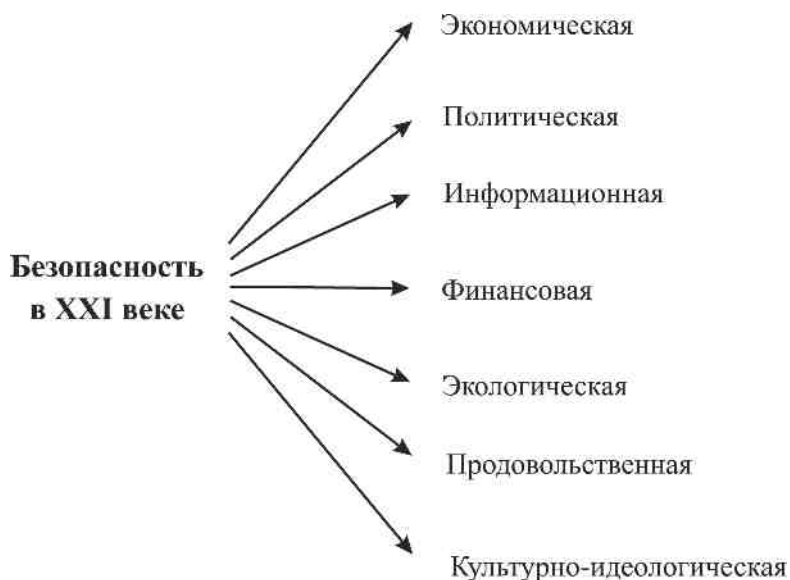 Экономическая
Политическая
Информационная
Безопасность
в XXI веке
Финансовая
Экологическая
Продовольственная
Культурно-идеологическая